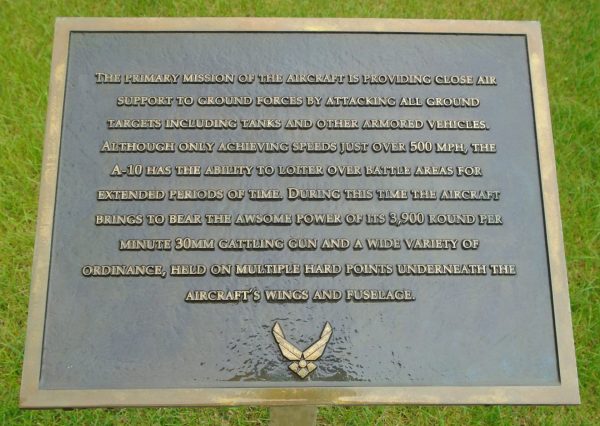 THE PRIMARY MISSION OF THE AIRCRAFT IS PROVIDING CLOSE AIR
SUPPORT TO GROUND FORCES BY ATTACKING ALL GROUND
TARGETS INCLUDING TANKS AND OTHER ARMORED VEHICLES.
ALTHOUGH ONLY ACHIEVING SPEEDS JUST OVER 500 MPH, THE
A-10 HAS THE ABILITY TO LOITER OVER BATTLE AREAS FOR
EXTENDED PERIODS OF TIME. DURING THIS TIME THE AIRCRAFT
BRINGS TO BEAR THE AWSOME POWER OF ITS 3,900 ROUND PER
MINUTE 30MM GATTLING GUN AND A WIDE VARIETY OF
ORDINANCE, HELD ON MULTIPLE HARD POINTS UNDERNEATH THE
AIRCRAFT'S WINGS AND FUSELAGE.